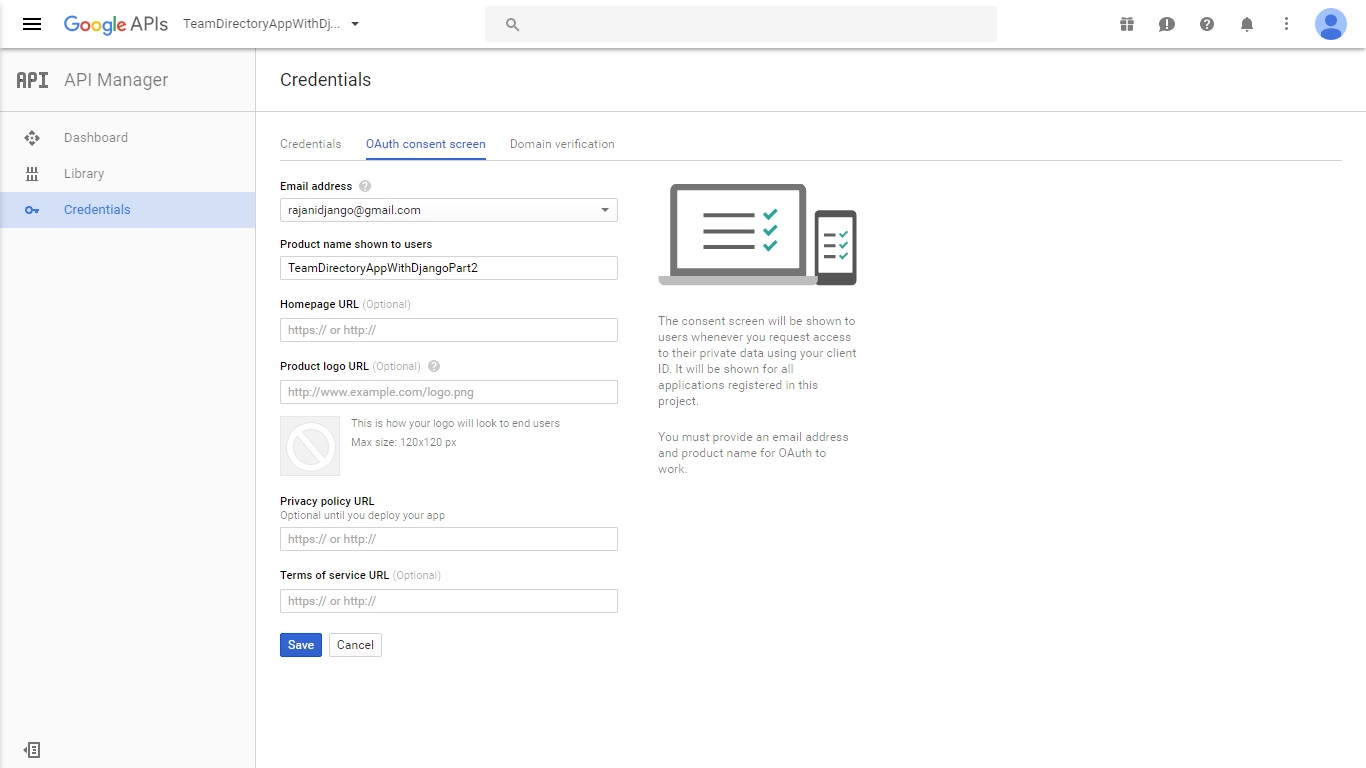 Google APIs
TeamDirectoryAppWithDj...
API
API Manager
Credentials
Dashboard
Library
Credentials
Credentials
OAuth consent screen
Domain verification
Email address
rajanidjango@gmail.com
Product name shown to users
TeamDirectoryAppWithDjangoPart2
Homepage URL (Optional)
https:// or http://
Product logo URL (Optional)
http://www.example.com/logo.png
This is how your logo will look to end users
Max size: 120x120 px
Privacy policy URL
Optional until you deploy your app
https:// or http://
Terms of service URL (Optional)
https:// or http://
Save
Cancel
The consent screen will be shown to
users whenever you request access
to their private data using your client
ID. It will be shown for all
applications registered in this
project.
You must provide an email address
and product name for OAuth to
work.